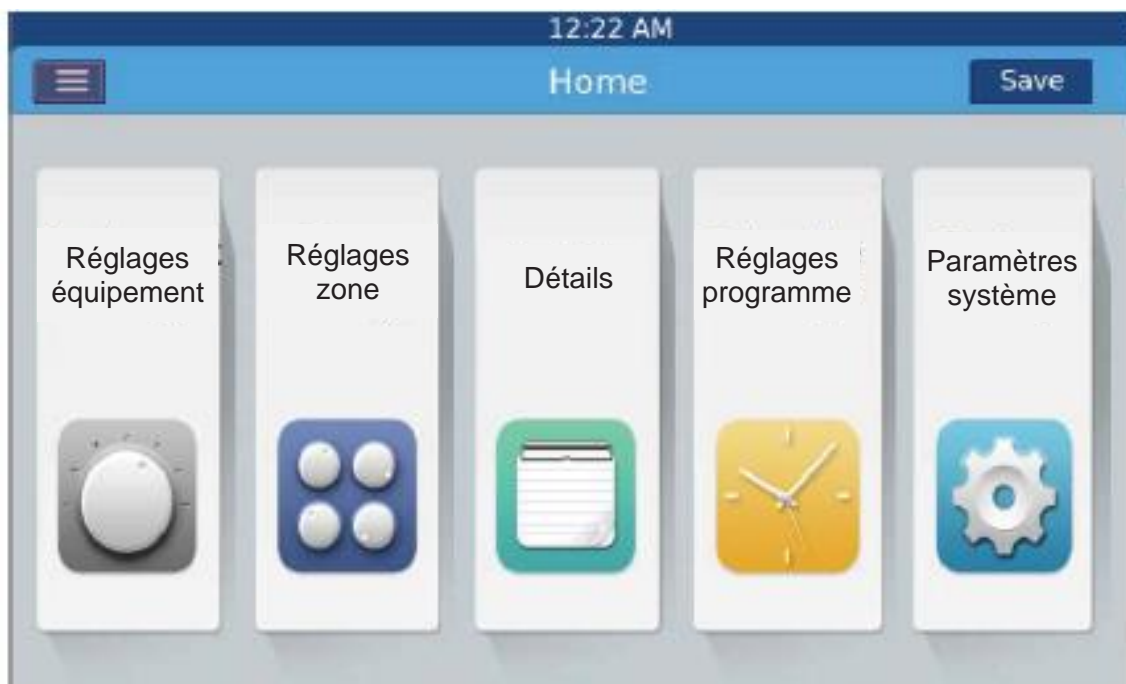 12:22 AM
Home
Save
Réglages
équipement
Réglages
zone
Détails
Réglages
programme
Paramètres
système